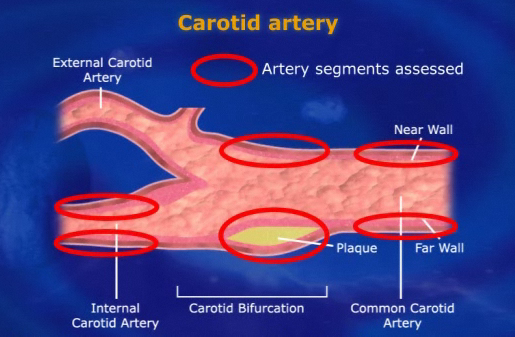 Carotid artery
External Carotid
Artery
Artery segments assessed
Near Wall
Plaque
Far Wall
Internal
Carotid Artery
Carotid Bifurcation
Common Carotid
Artery